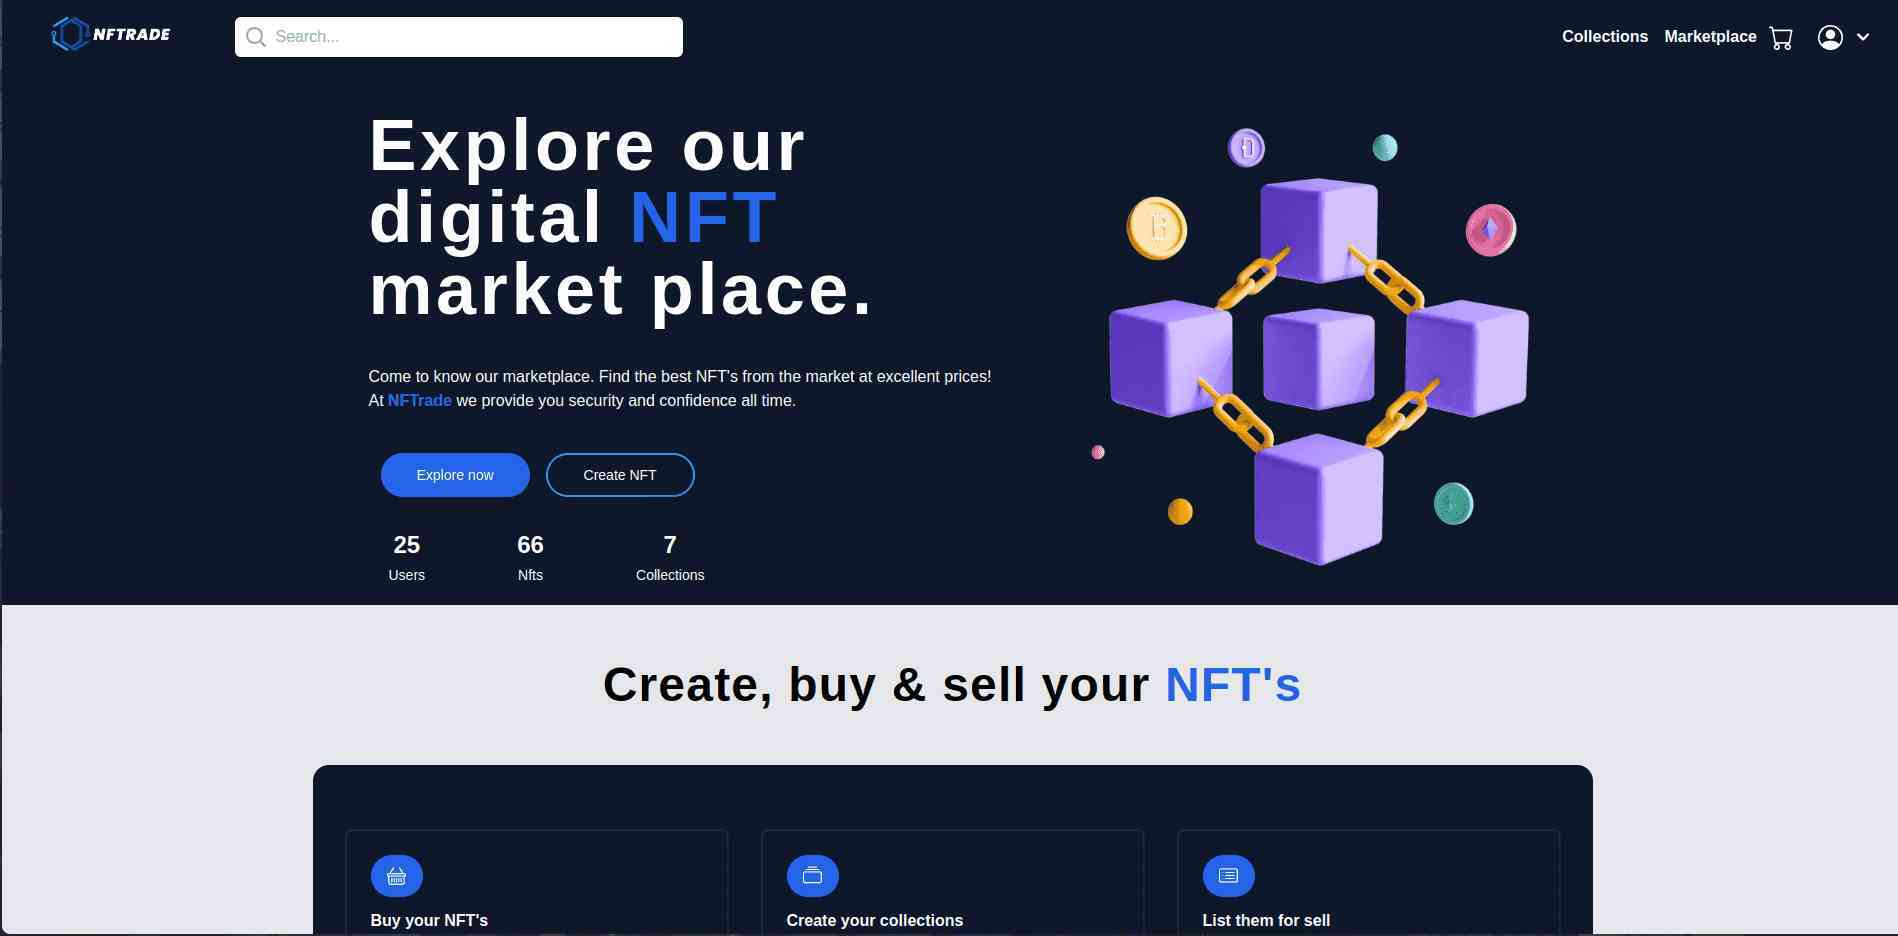 NFTRADE
Search...
Collections
Marketplace
Explore our
digital NFT
market place.
Come to know our marketplace. Find the best NFT's from the market at excellent prices!
At NFTrade we provide you security and confidence all time.
Explore now
Create NFT
25
66
7
Users
Nfts
Collections
Create, buy & sell your NFT's
Buy your NFT's
Create your collections
List them for sell